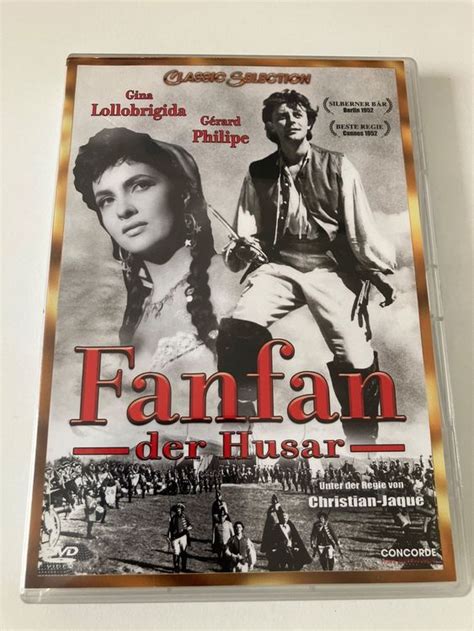 Classic Selection
Gina
Lollobrigida
Gérard
Philipe
SILBERNER BÄR
Berlin 1952
BESTE REGIE
Cannes 1952
Fanfan
der Husar
Unter der Regie von
Christian-Jaque
DVD
VIDEO
CONCORDE